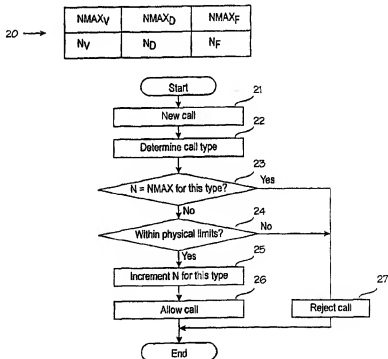 20
NMAXV NMAXD NMAXF
NV ND NF
Start
21
New call
22
Determine call type
23
N = NMAX for this type?
Yes
No
24
Within physical limits?
No
Yes
25
Increment N for this type
26
Allow call
27
Reject call
End